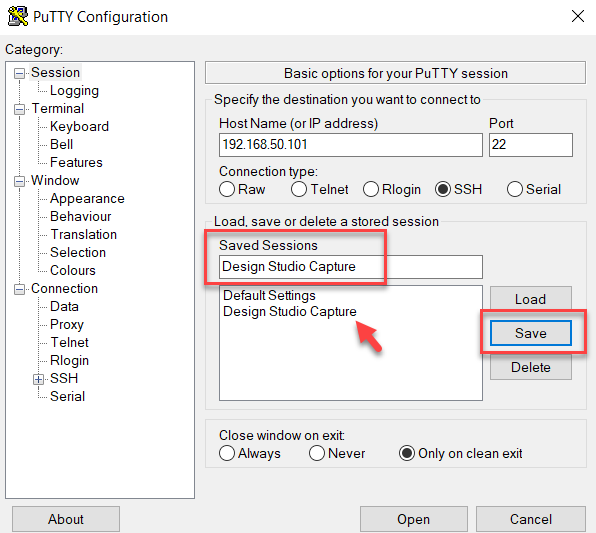 PuTTY Configuration
Category:
Session
Logging
Terminal
Keyboard
Bell
Features
Window
Appearance
Behaviour
Translation
Selection
Colours
Connection
Data
Proxy
Telnet
Rlogin
SSH
Serial
Basic options for your PuTTY session
Specify the destination you want to connect to
Host Name (or IP address) Port
192.168.50.101 22
Connection type:
Raw Telnet Rlogin SSH Serial
Load, save or delete a stored session
Saved Sessions
Design Studio Capture
Default Settings
Design Studio Capture
Load
Save
Delete
Close window on exit:
Always Never Only on clean exit
About Open Cancel